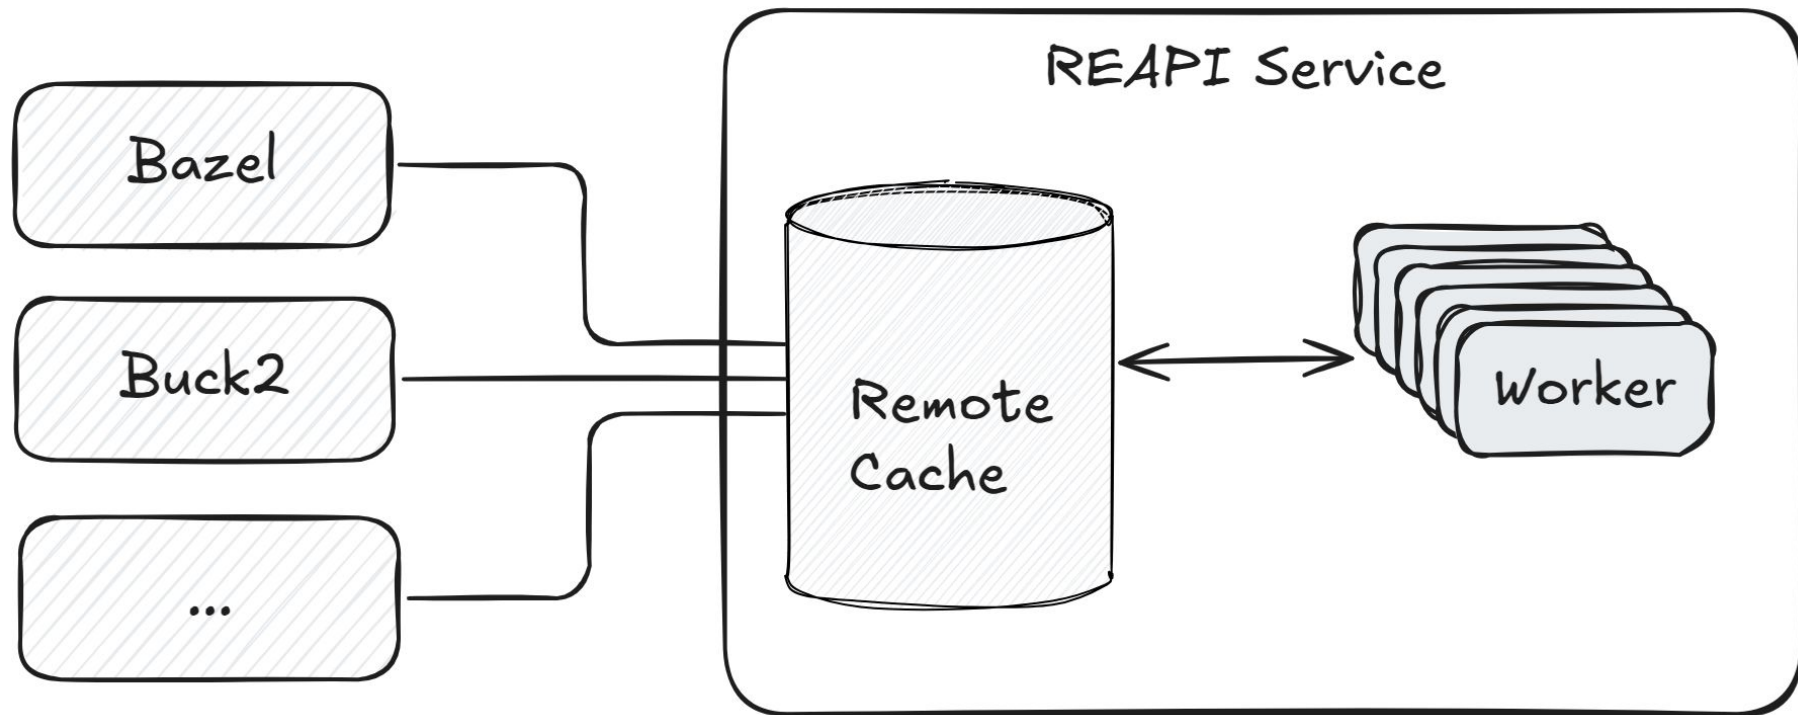 REAPI Service
Bazel
Buck2
...
Remote
Cache
Worker